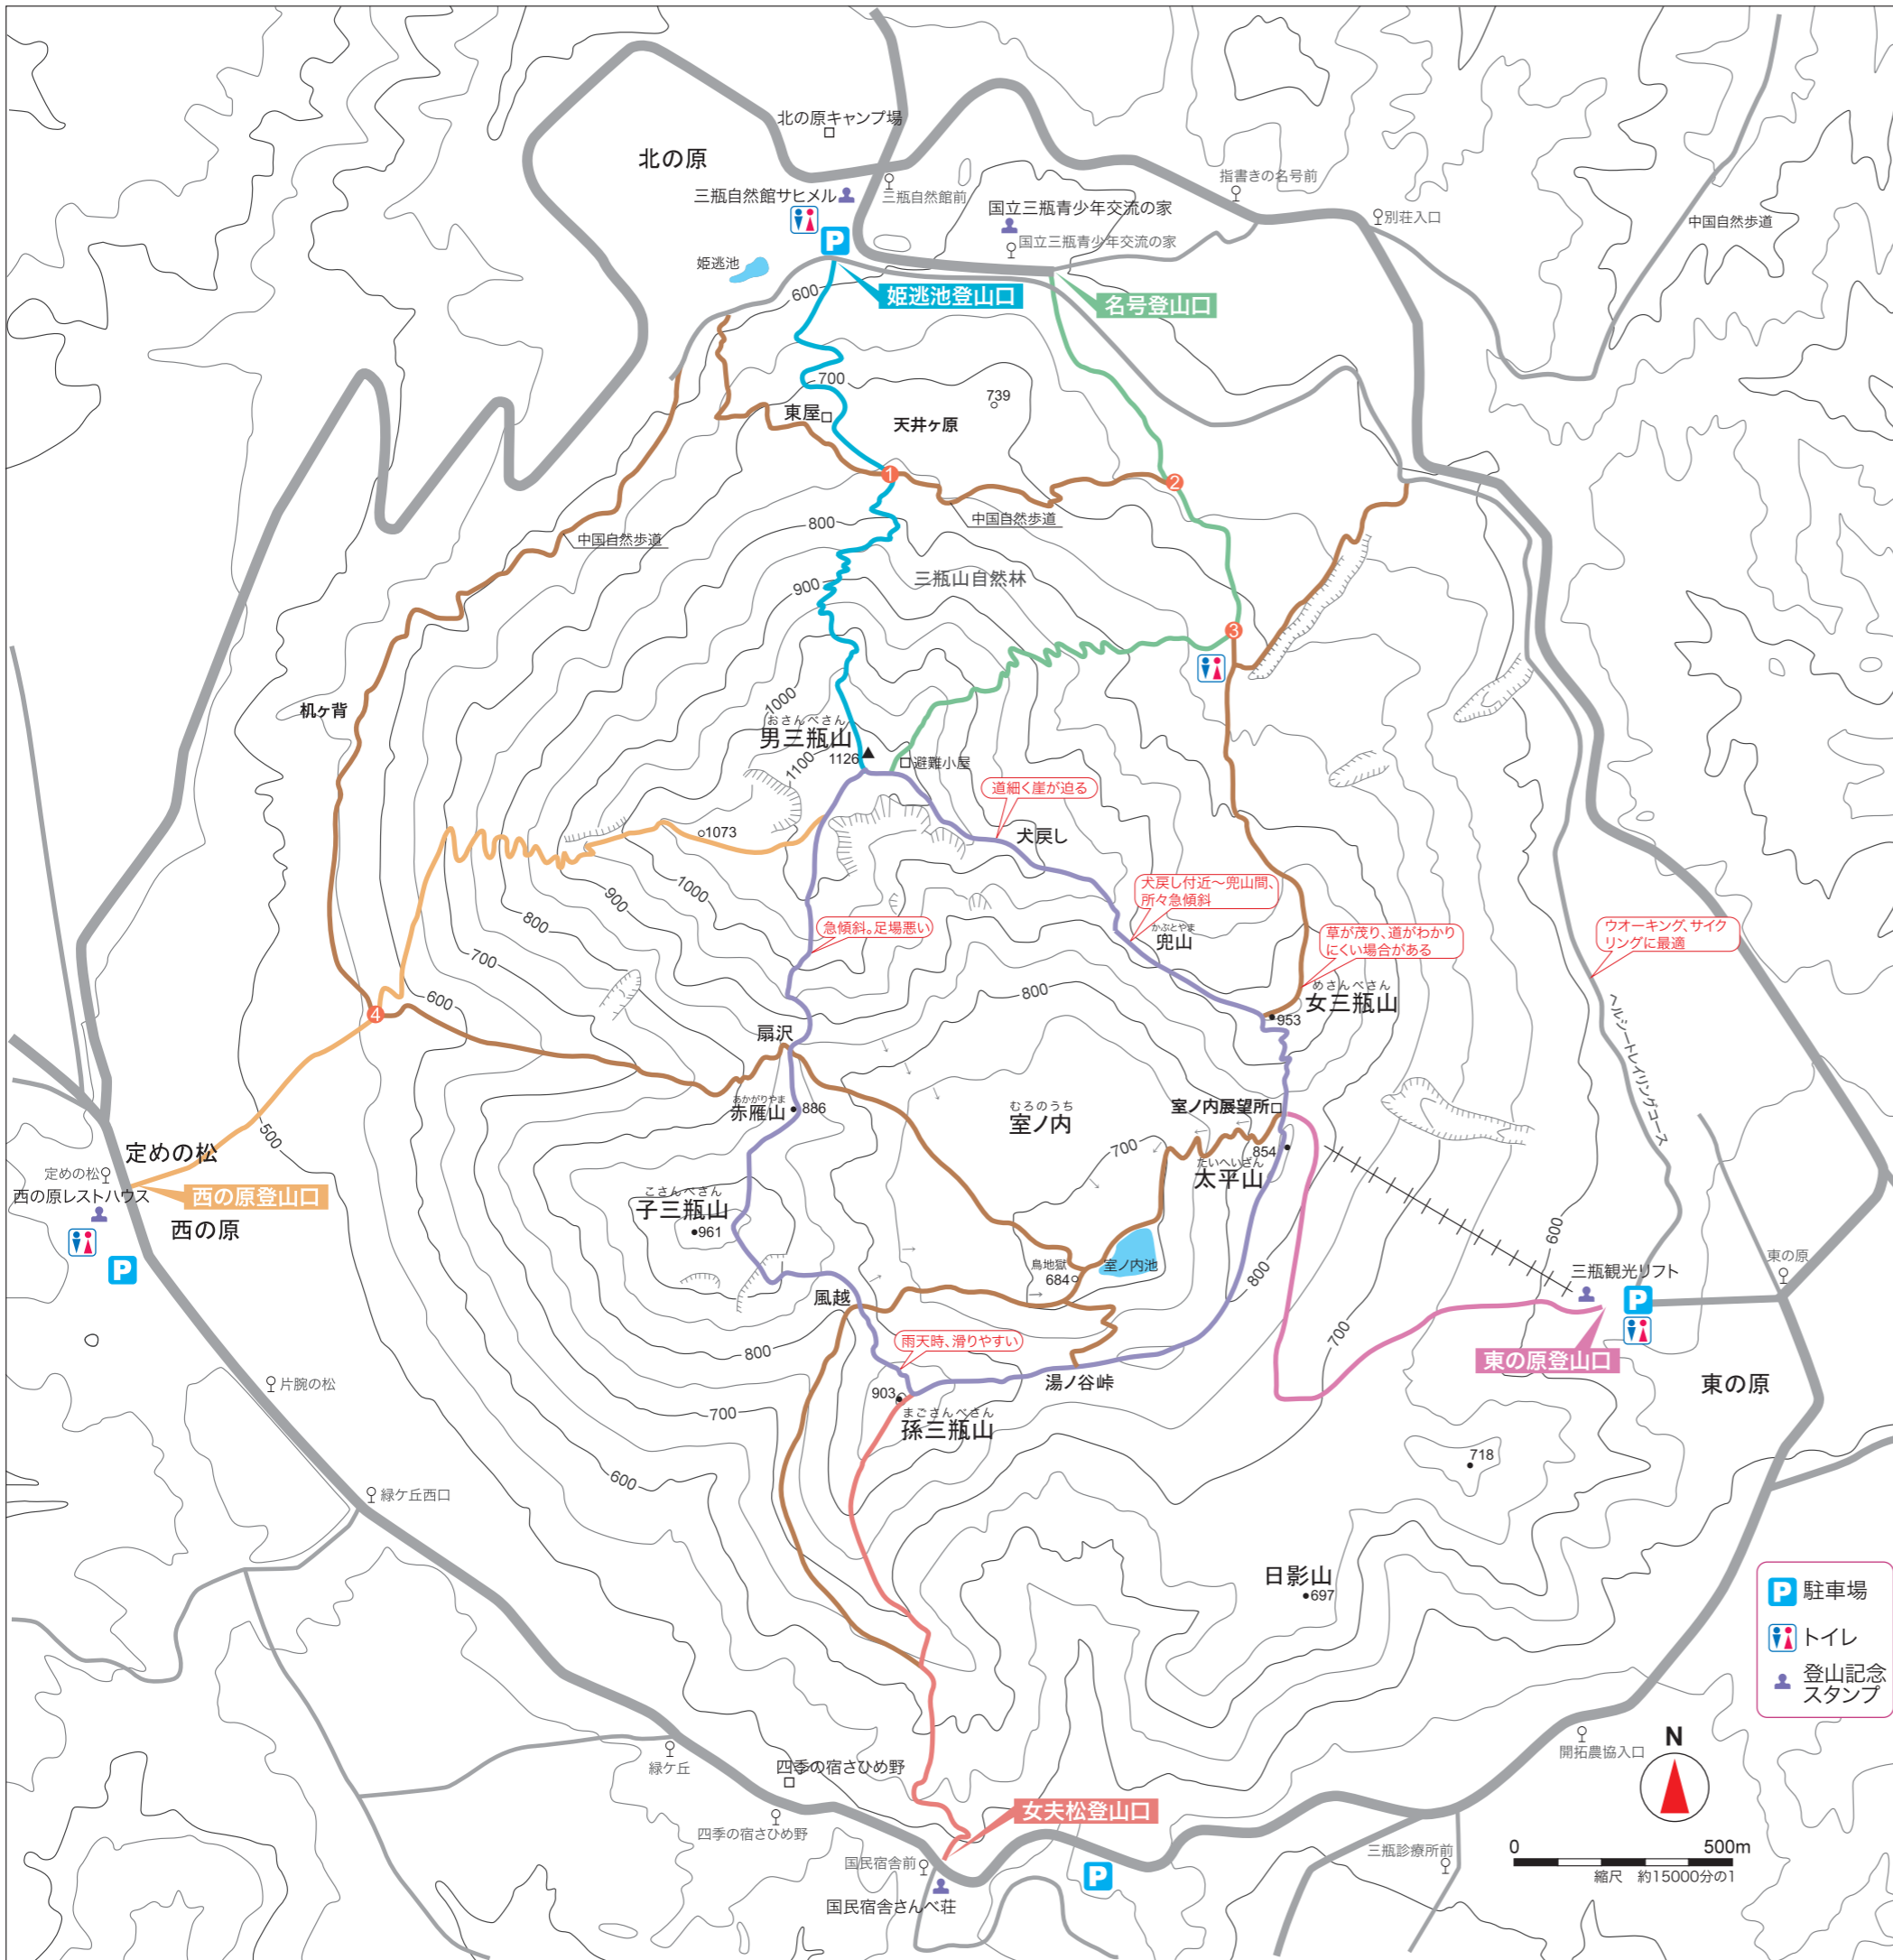 北の原キャンプ場
北の原
三瓶自然館サヒメル
三瓶自然館前
指書きの名号前
国立三瓶青少年交流の家
国立三瓶青少年交流の家
別荘入口
中国自然歩道
P
姫逃池
600
姫逃池登山口
名号登山口
700
739
東屋
天井ヶ原
1
2
中国自然歩道
800
中国自然歩道
三瓶山自然林
900
3
1000
机ヶ背
おさんべさん
男三瓶山
1126
1100
避難小屋
道細く崖が迫る
1073
犬戻し
1000
900
800
700
600
犬戻し付近～兜山間、
所々急傾斜
かぶとやま
兜山
急傾斜。足場悪い
草が茂り、道がわかり
にくい場合がある
ウオーキング、サイク
リングに最適
めさんべさん
女三瓶山
953
800
ヘルシートレイリングコース
4
扇沢
あかがりやま
赤雁山
886
むろのうち
室ノ内
室ノ内展望所
700
854
たいへいざん
太平山
500
定めの松
定めの松
西の原レストハウス
西の原登山口
西の原
P
こさんべさん
子三瓶山
961
鳥地獄
684
室ノ内池
800
600
東の原
三瓶観光リフト
P
風越
雨天時、滑りやすい
800
700
東の原登山口
湯ノ谷峠
903
まごさんべさん
孫三瓶山
東の原
片腕の松
700
718
600
緑ケ丘西口
日影山
697
P 駐車場
トイレ
登山記念
スタンプ
開拓農協入口
N
緑ケ丘
四季の宿さひめ野
四季の宿さひめ野
女夫松登山口
国民宿舎前
国民宿舎さんべ荘
P
三瓶診療所前
0 500m
縮尺 約15000分の1